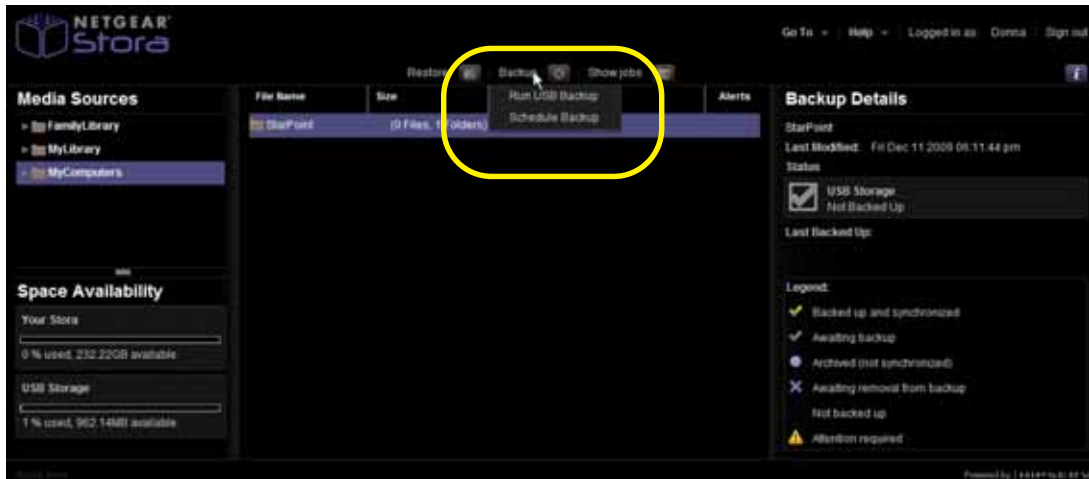 NETGEAR
Stora
Go To Help Logged in as: Donna Sign out
Restore Backup Show jobs
Run USB Backup
Schedule Backup
Media Sources
FamilyLibrary
MyLibrary
MyComputers
File Name Size Alerts
StarPoint (0 Files, 1 Folders)
Backup Details
StarPoint
Last Modified: Fri Dec 11 2009 06:11:44 pm
Status
USB Storage
Not Backed Up
Last Backed Up:
Space Availability
Your Stora
0 % used, 232.22GB available
USB Storage
1 % used, 962.14MB available
Legend:
Backed up and synchronized
Awaiting backup
Archived (not synchronized)
Awaiting removal from backup
Not backed up
Attention required
Powered by